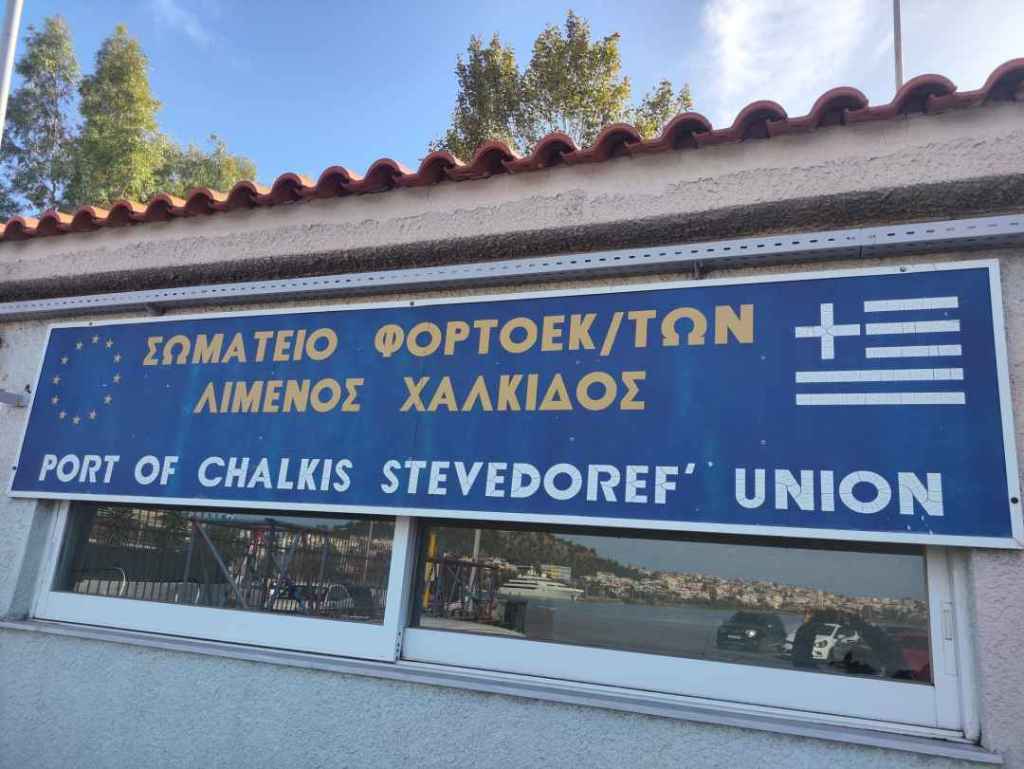 ΣΩΜΑΤΕΙΟ ΦΟΡΤΟΕΚ/ΤΩΝ
ΛΙΜΕΝΟΣ ΧΑΛΚΙΔΟΣ
PORT OF CHALKIS STEVEDOREF' UNION